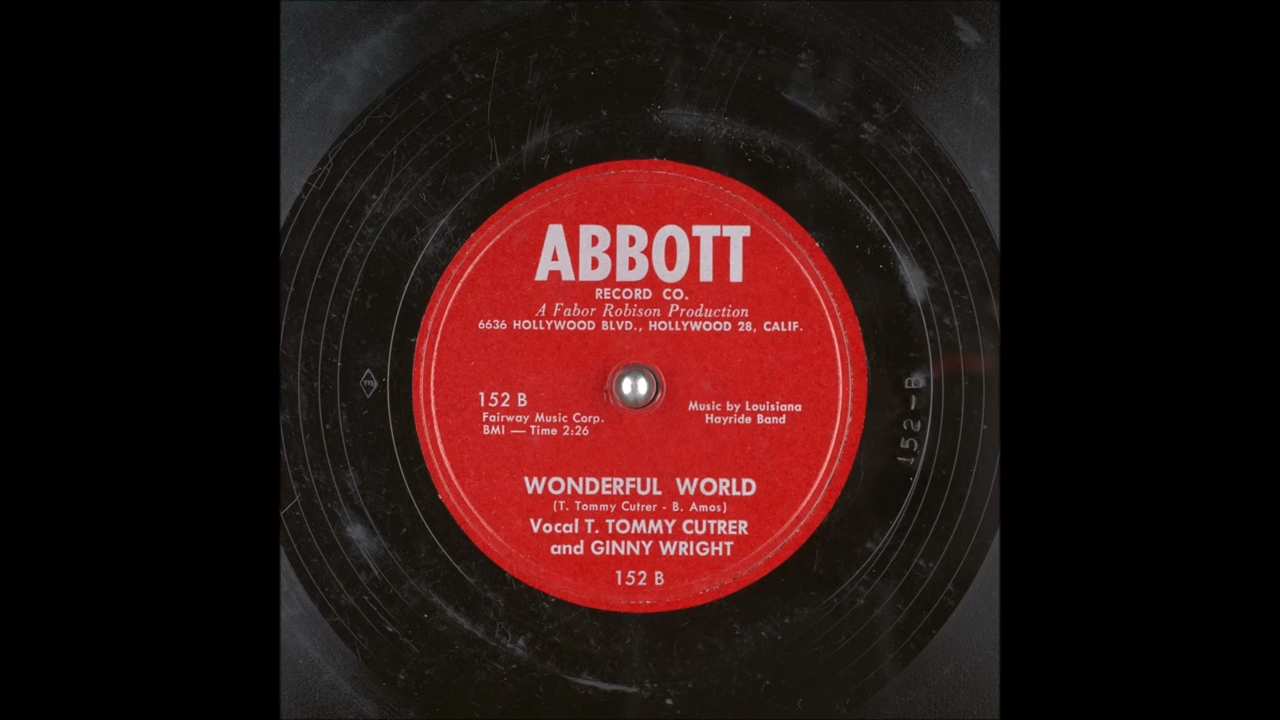 ABBOTT
RECORD CO.
A Fabor Robison Production
6636 HOLLYWOOD BLVD., HOLLYWOOD 28, CALIF.
152 B
Fairway Music Corp.
BMI — Time 2:26
Music by Louisiana
Hayride Band
WONDERFUL WORLD
(T. Tommy Cutrer - B. Amos)
Vocal T. TOMMY CUTRER
and GINNY WRIGHT
152 B
152-B
m